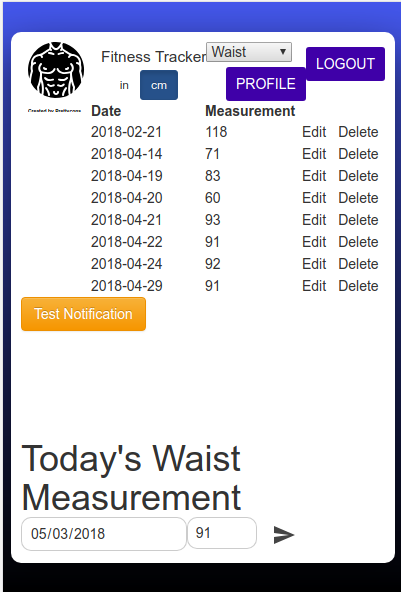 Fitness Tracker Waist LOGOUT
in cm PROFILE
Created by Prettycons
Date Measurement
2018-02-21 118 Edit Delete
2018-04-14 71 Edit Delete
2018-04-19 83 Edit Delete
2018-04-20 60 Edit Delete
2018-04-21 93 Edit Delete
2018-04-22 91 Edit Delete
2018-04-24 92 Edit Delete
2018-04-29 91 Edit Delete
Test Notification
Today's Waist
Measurement
05/03/2018 91